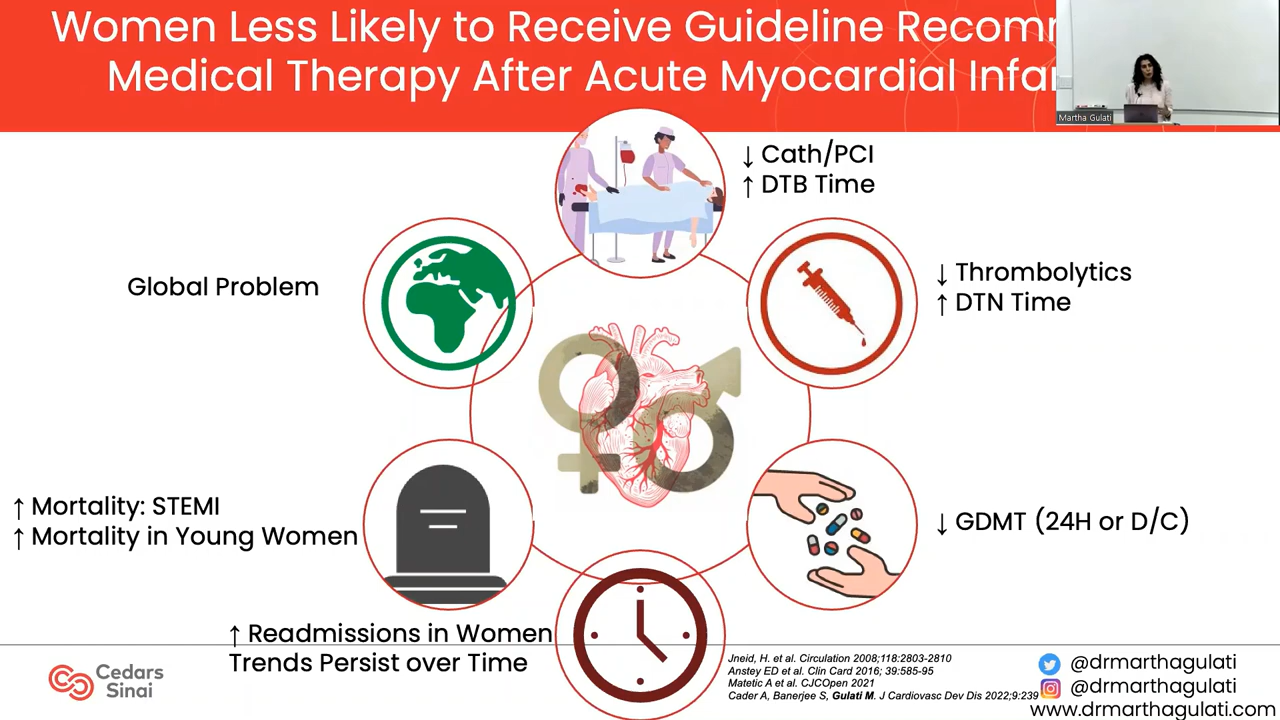 Women Less Likely to Receive Guideline Recom
Medical Therapy After Acute Myocardial Infar
Martha Gulati
↓ Cath/PCI
↑ DTB Time
Global Problem
↓ Thrombolytics
↑ DTN Time
↑ Mortality: STEMI
↑ Mortality in Young Women
↓ GDMT (24H or D/C)
↑ Readmissions in Women
Trends Persist over Time
Cedars
Sinai
Jneid, H. et al. Circulation 2008;118:2803-2810
Anstey ED et al. Clin Card 2016; 39:585-95
Matetic A et al. CJCOpen 2021
Cader A, Banerjee S, Gulati M. J Cardiovasc Dev Dis 2022;9:239
@drmarthagulati
@drmarthagulati
www.drmarthagulati.com